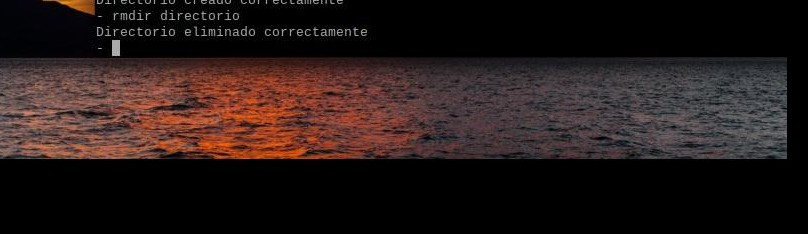 Directorio creado correctamente
- rmdir directorio
Directorio eliminado correctamente
-